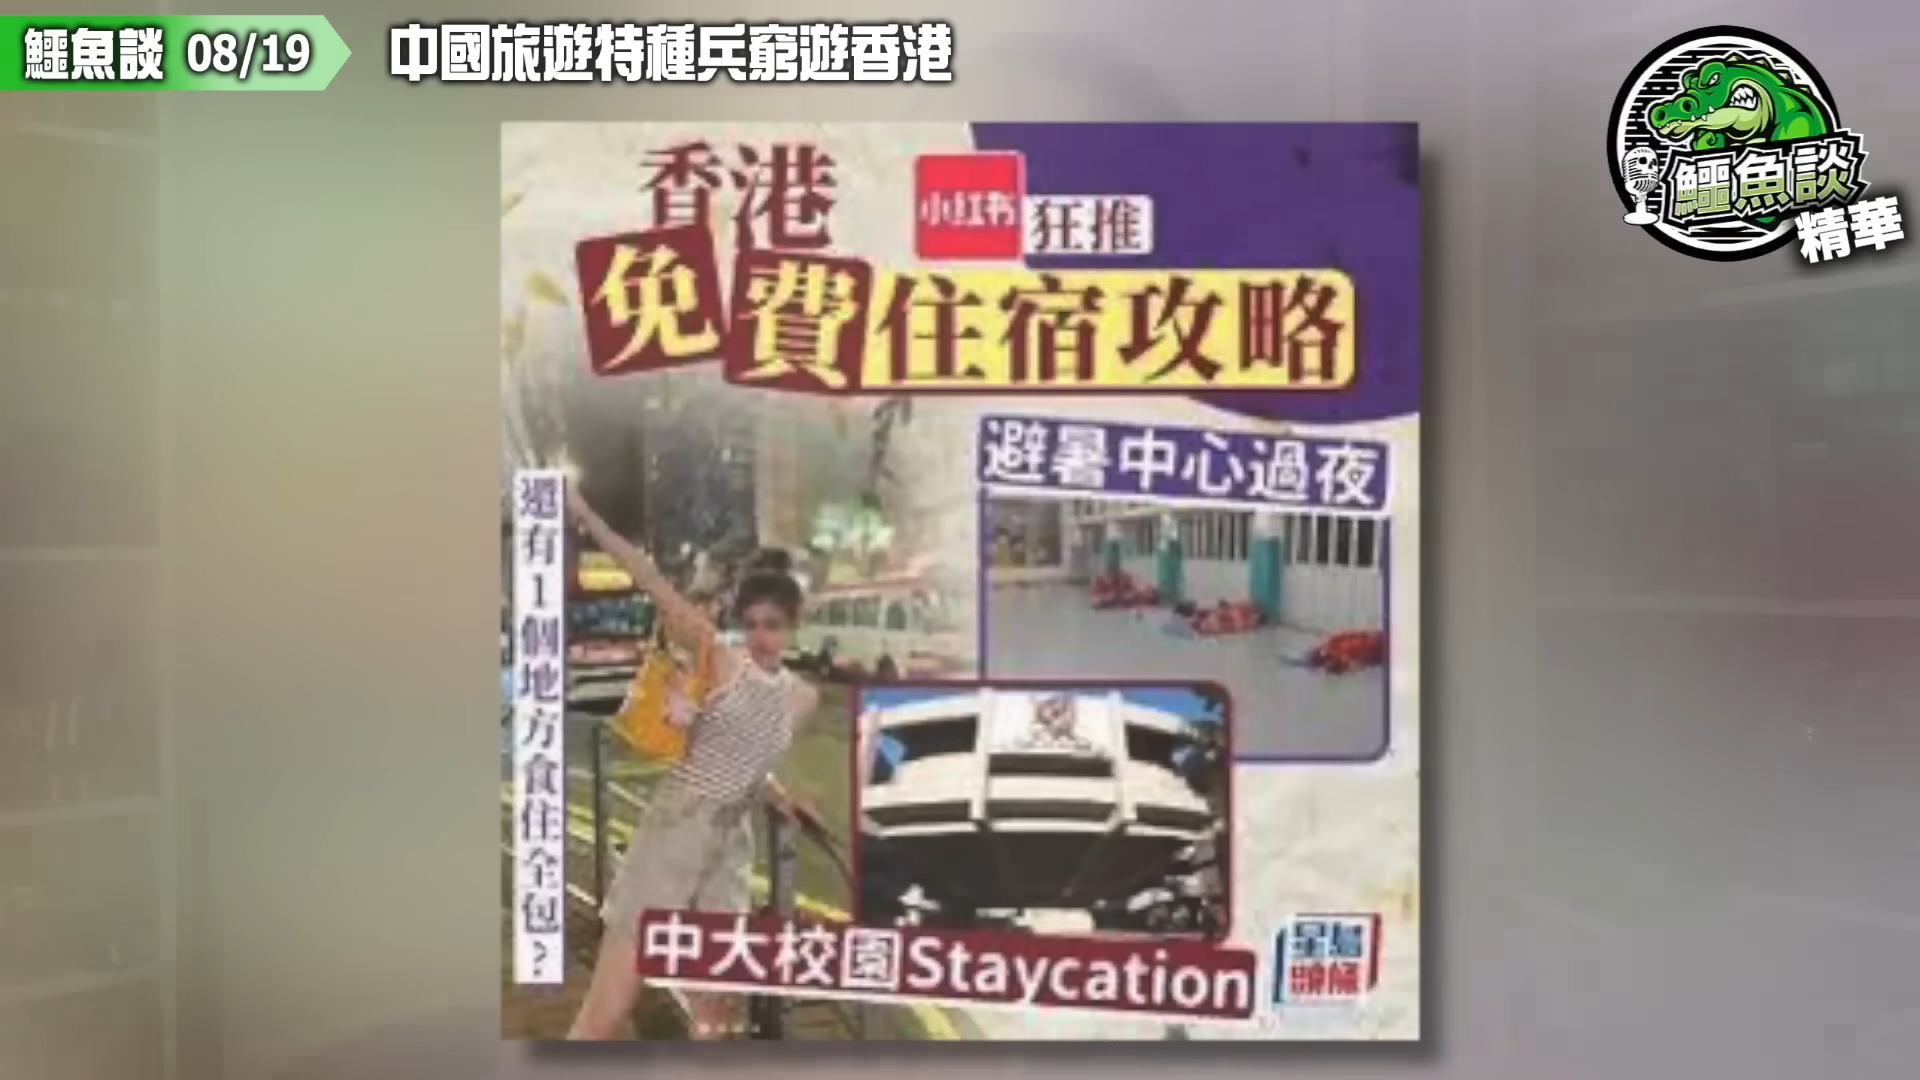 鱷魚談 08/19 中國旅遊特種兵窮遊香港
鱷魚談
精華
香港
小红书 狂推
免費住宿攻略
避暑中心過夜
還有1個地方食住全包?
中大校園Staycation
星島
頭條